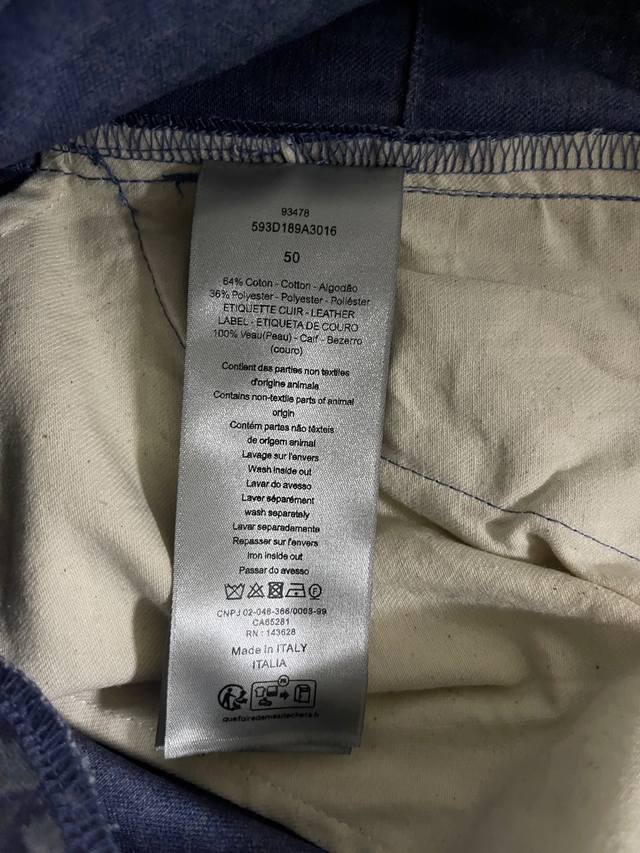 93478
593D189A3016
50
64% Coton - Cotton - Algodão
36% Polyester - Polyester - Poliéster
ETIQUETTE CUIR - LEATHER
LABEL - ETIQUETA DE COURO
100% Veau(Peau) - Calf - Bezerro
(couro)
Contient des parties non textiles
d'origine animale
Contains non-textile parts of animal
origin
Contém partes não têxteis
de origem animal
Lavage sur l'envers
Wash inside out
Lavar do avesso
Laver séparément
wash separately
Lavar separadamente
Repasser sur l'envers
Iron inside out
Passar do avesso
F
CNPJ 02-048-366/0003-99
CA65281
RN : 143628
Made in ITALY
ITALIA
quefairedemesdechets.fr